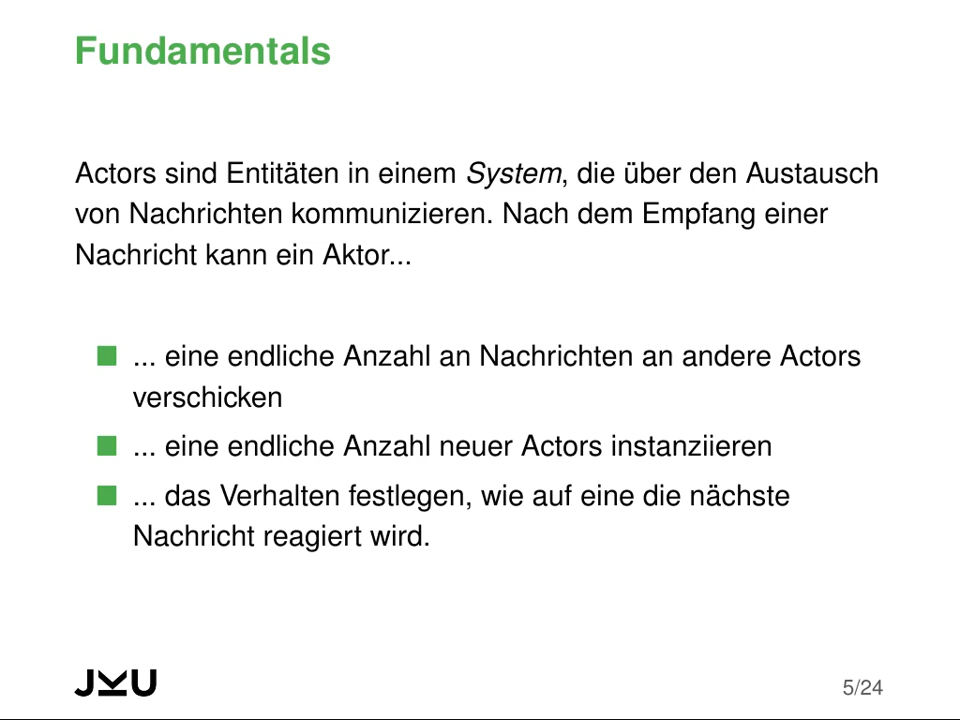 Fundamentals
Actors sind Entitäten in einem System, die über den Austausch
von Nachrichten kommunizieren. Nach dem Empfang einer
Nachricht kann ein Aktor...
... eine endliche Anzahl an Nachrichten an andere Actors
verschicken
... eine endliche Anzahl neuer Actors instanziieren
... das Verhalten festlegen, wie auf eine die nächste
Nachricht reagiert wird.
JKU
5/24